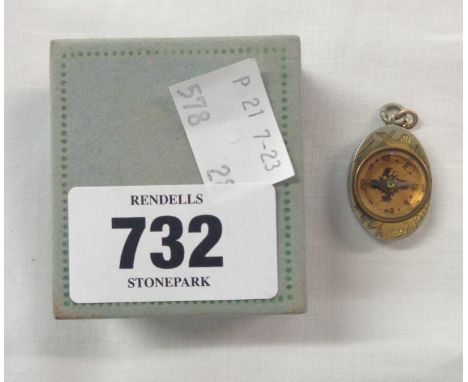 P 21 7-23
578
RENDELLS
732
STONEPARK